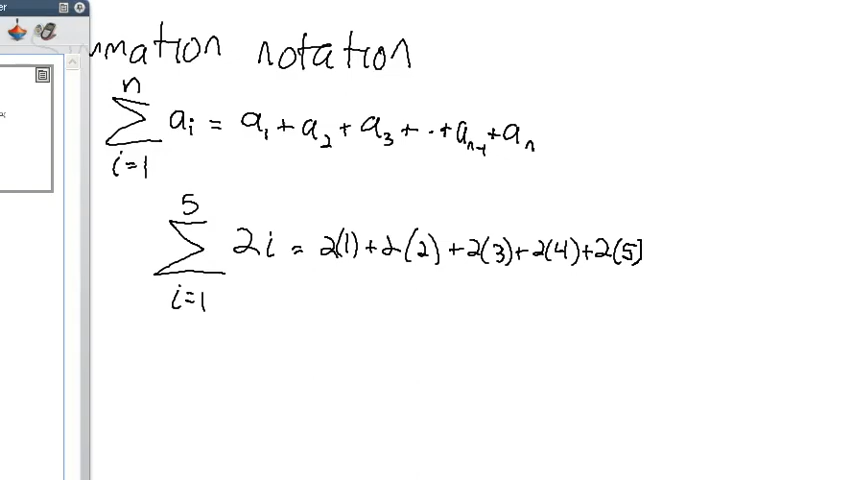 mmation notation
n
∑ aᵢ = a₁ + a₂ + a₃ + · + aₙ₋₁ + aₙ
i=1
5
∑ 2i = 2(1) + 2(2) + 2(3) + 2(4) + 2(5]
i=1